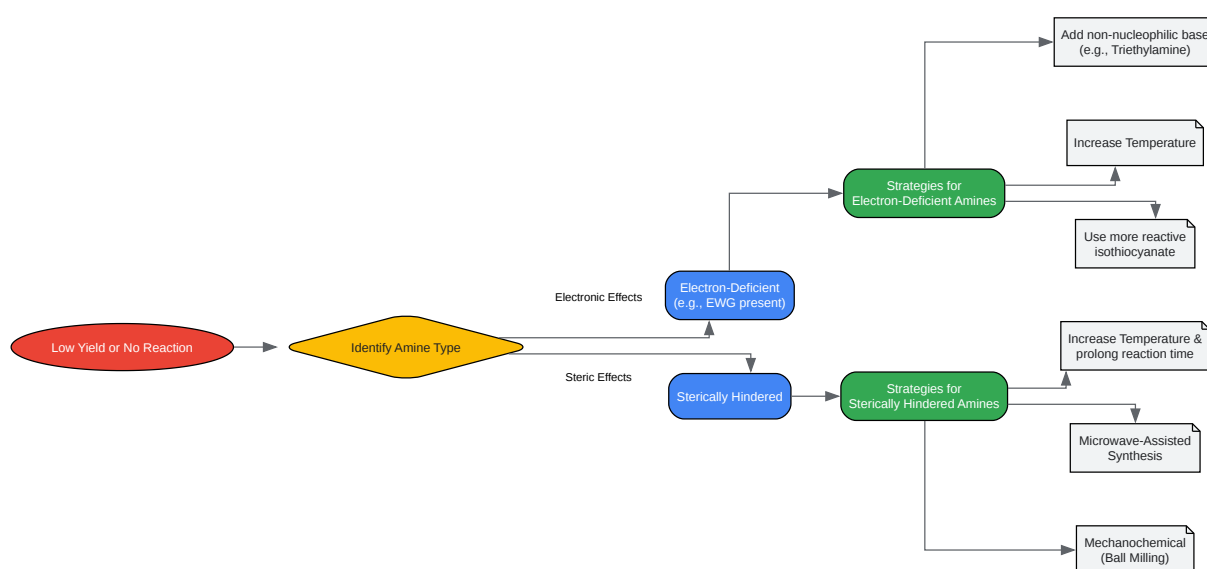 Low Yield or No Reaction
Identify Amine Type
Electronic Effects
Steric Effects
Electron-Deficient
(e.g., EWG present)
Sterically Hindered
Strategies for
Electron-Deficient Amines
Strategies for
Sterically Hindered Amines
Add non-nucleophilic base
(e.g., Triethylamine)
Increase Temperature
Use more reactive
isothiocyanate
Increase Temperature &
prolong reaction time
Microwave-Assisted
Synthesis
Mechanochemical
(Ball Milling)